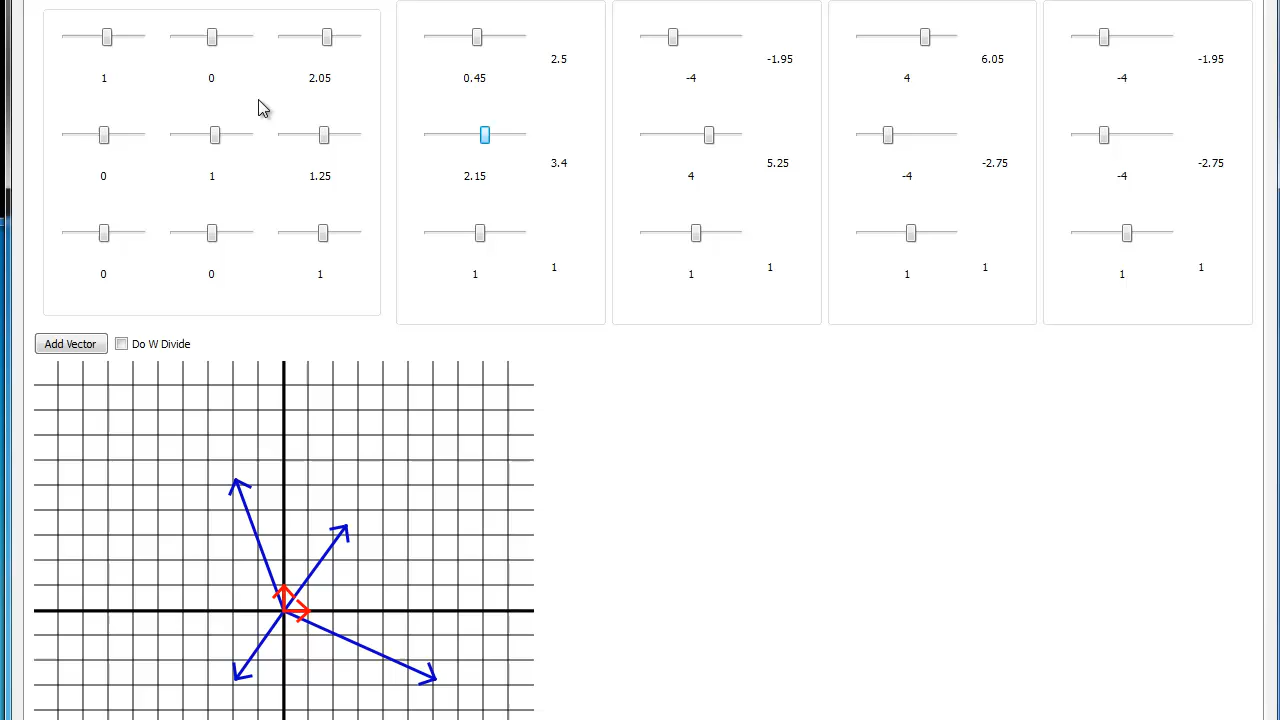 2.5 -1.95 6.05 -1.95
1 0 2.05 0.45 -4 4 -4
3.4 5.25 -2.75 -2.75
0 1 1.25 2.15 4 -4 -4
1 1 1 1
0 0 1 1 1 1 1
Add Vector Do W Divide